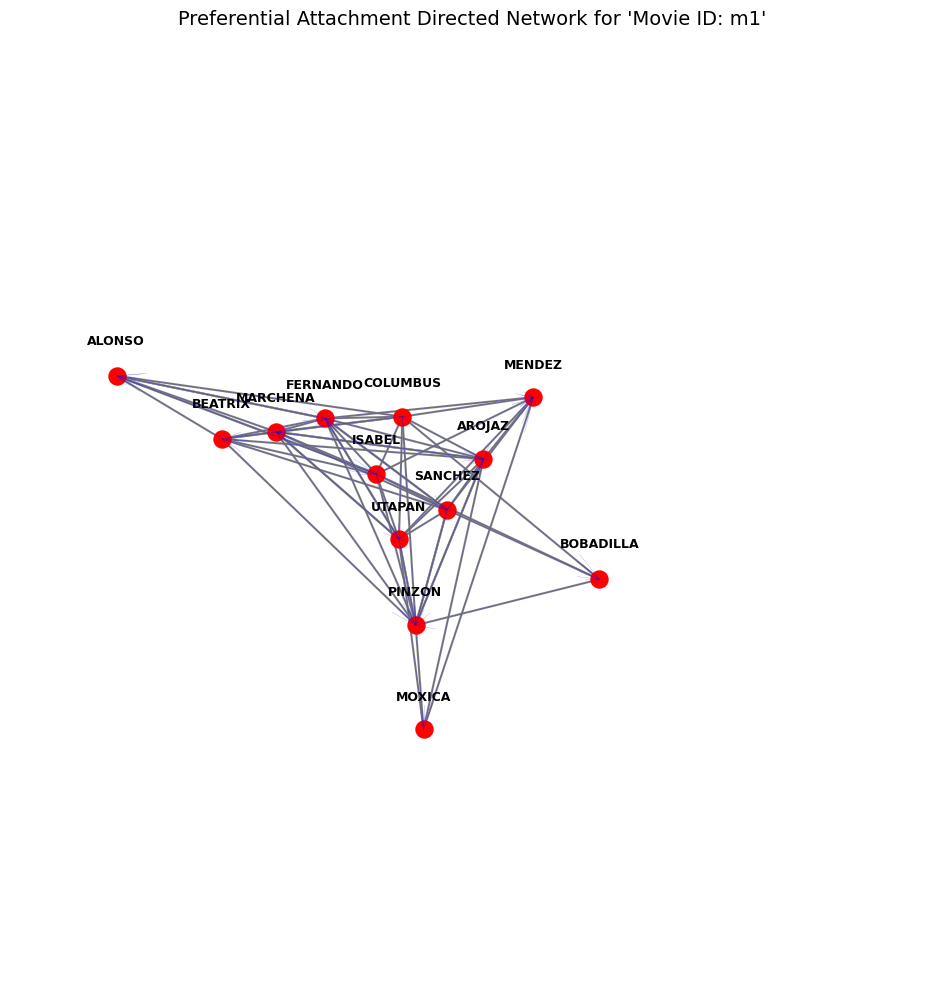 Preferential Attachment Directed Network for 'Movie ID: m1'
ALONSO
MENDEZ
COLUMBUS
FERNANDO
MARCHENA
BEATRIX
AROJAZ
ISABEL
SANCHEZ
UTAPAN
BOBADILLA
PINZON
MOXICA